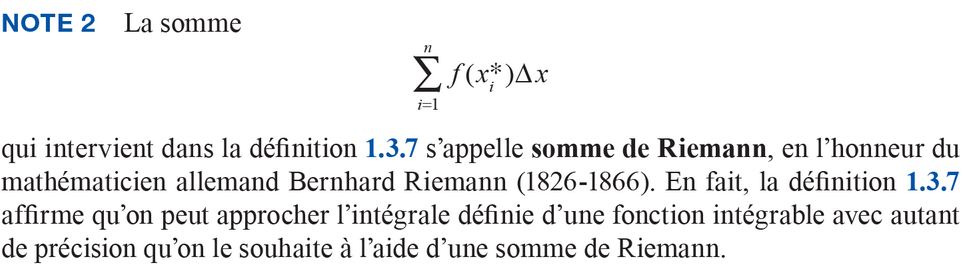 NOTE 2 La somme
n
∑ f(x_i^*)Δx
i=1
qui intervient dans la définition 1.3.7 s’appelle somme de Riemann, en l’honneur du
mathématicien allemand Bernhard Riemann (1826-1866). En fait, la définition 1.3.7
affirme qu’on peut approcher l’intégrale définie d’une fonction intégrable avec autant
de précision qu’on le souhaite à l’aide d’une somme de Riemann.